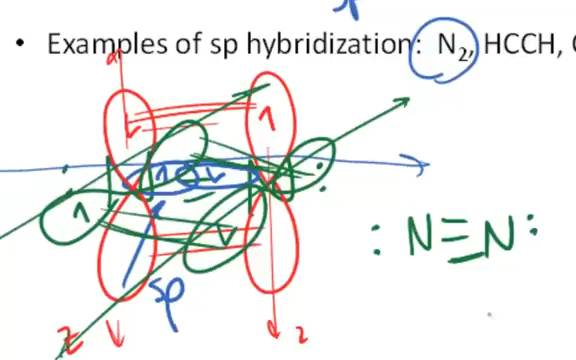 • Examples of sp hybridization: N₂, HCCH,
: N≡N :
sp
z